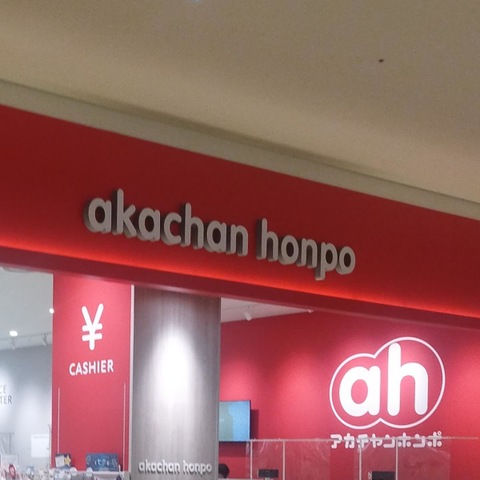 akachan honpo
¥
CASHIER
ah
アカチャンホンポ
akachan honpo